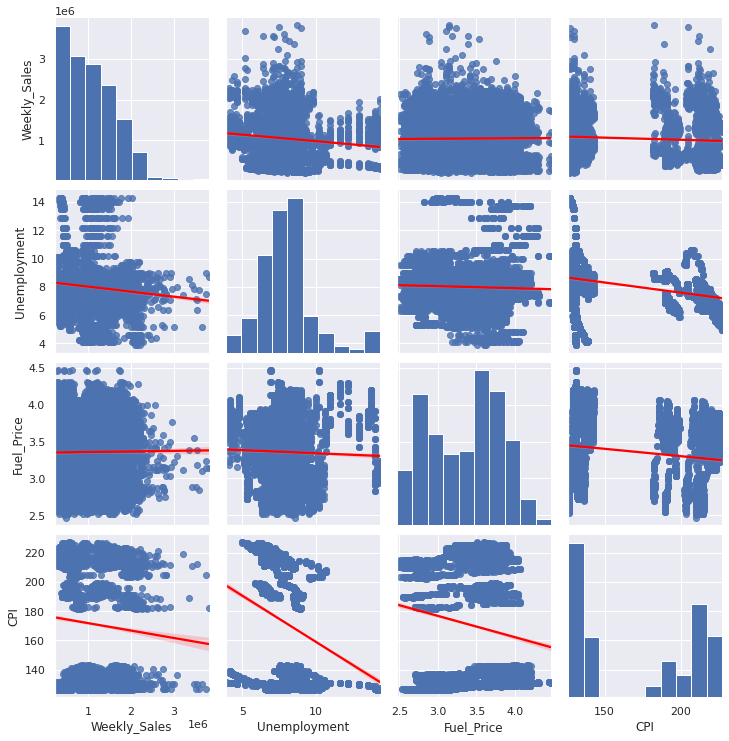 1e6
Weekly_Sales
3
2
1
Unemployment
14
12
10
8
6
4
Fuel_Price
4.5
4.0
3.5
3.0
2.5
CPI
220
200
180
160
140
1 2 3 5 10 2.5 3.0 3.5 4.0 150 200
Weekly_Sales 1e6 Unemployment Fuel_Price CPI